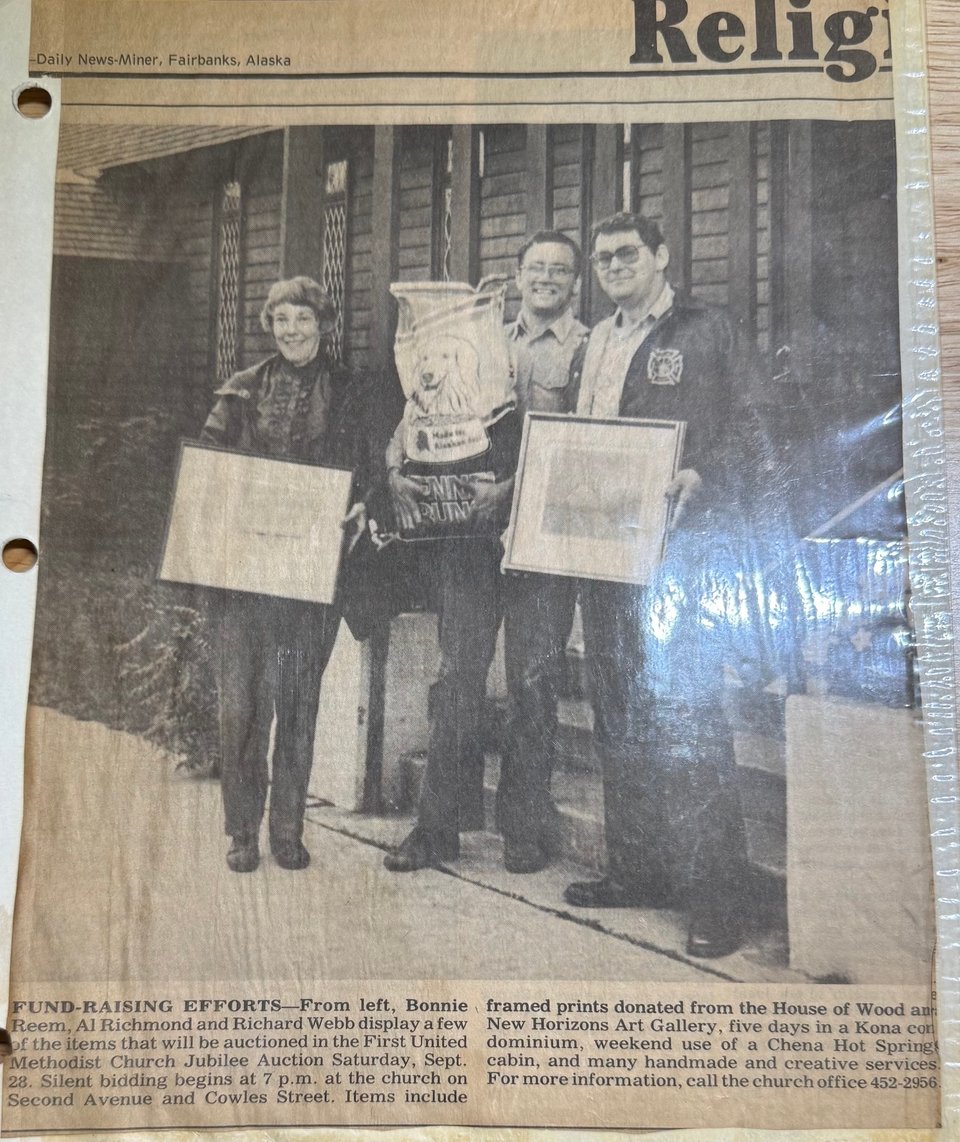 —Daily News-Miner, Fairbanks, Alaska
Religi
Made for
Alaskan
FUND-RAISING EFFORTS—From left, Bonnie
Reem, Al Richmond and Richard Webb display a few
of the items that will be auctioned in the First United
Methodist Church Jubilee Auction Saturday, Sept.
28. Silent bidding begins at 7 p.m. at the church on
Second Avenue and Cowles Street. Items include
framed prints donated from the House of Wood an
New Horizons Art Gallery, five days in a Kona con
dominium, weekend use of a Chena Hot Spring
cabin, and many handmade and creative services.
For more information, call the church office 452-2956.